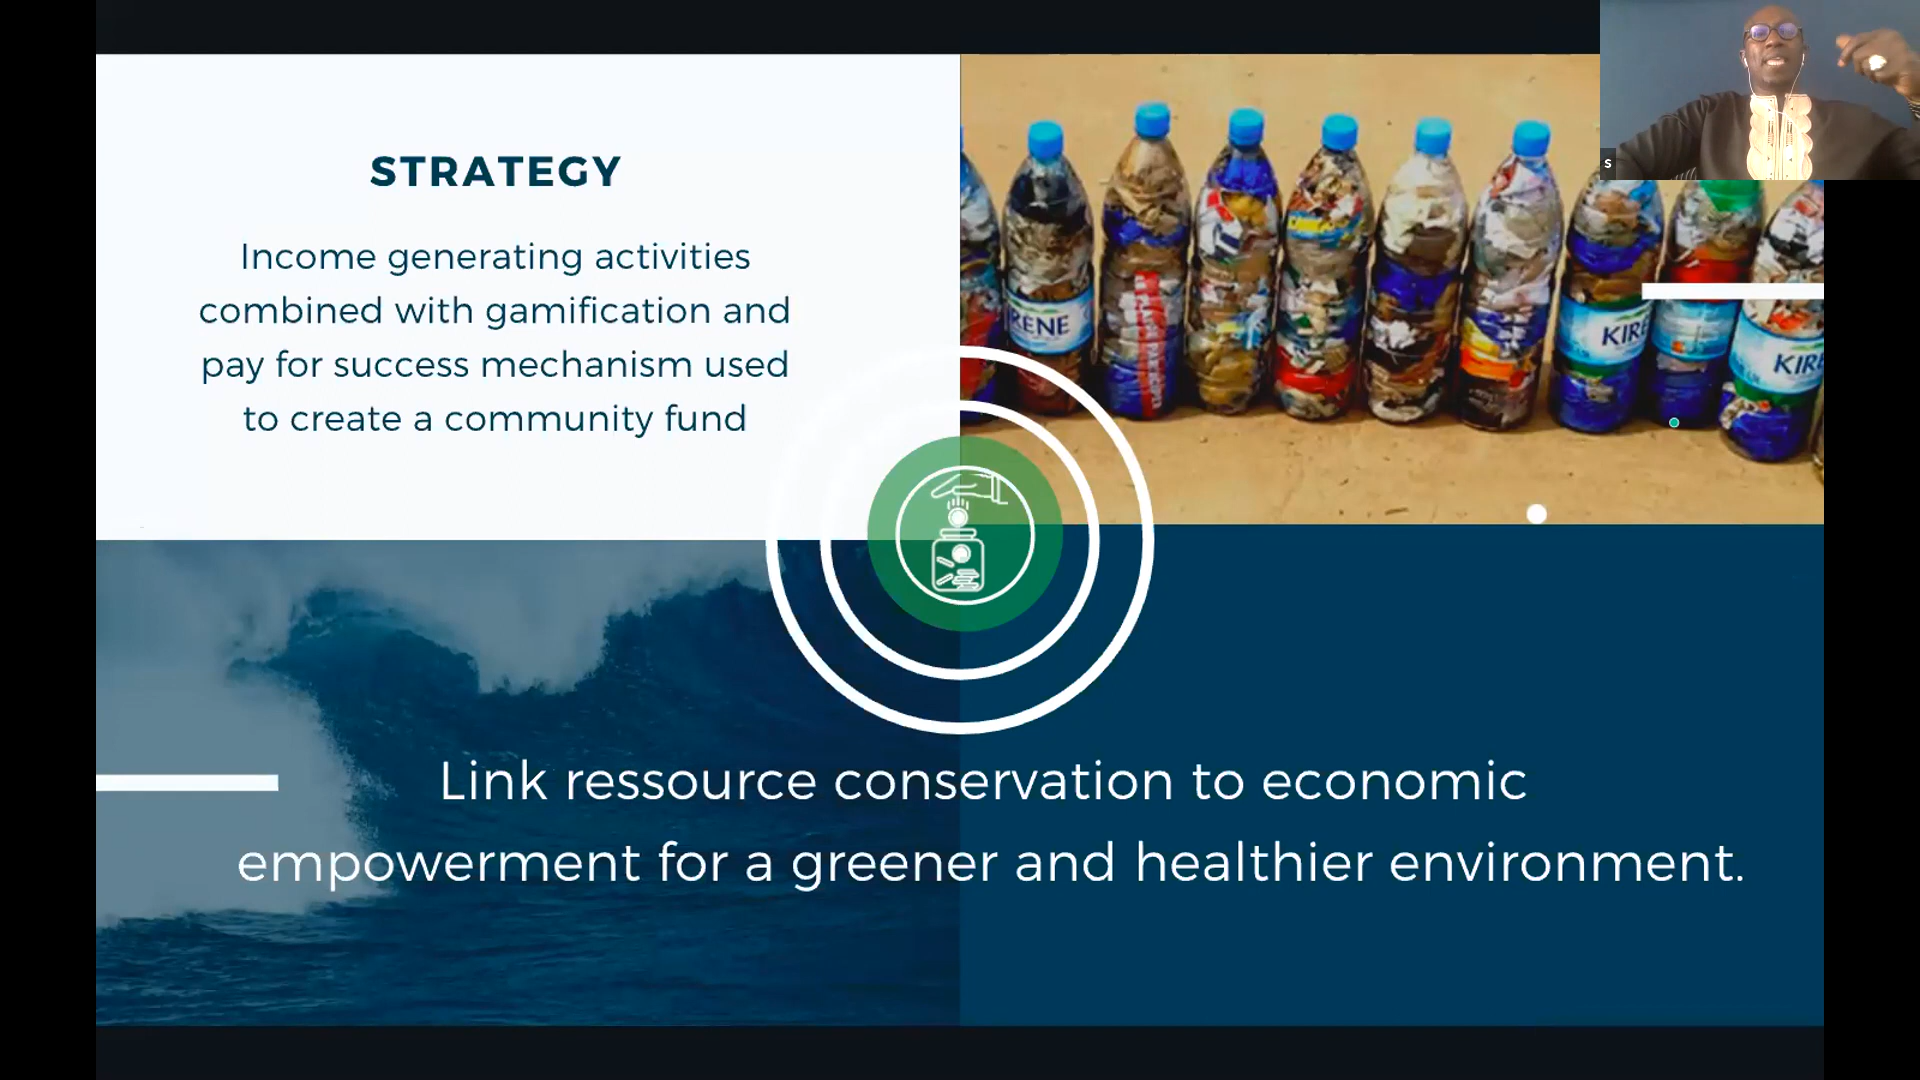 STRATEGY
Income generating activities
combined with gamification and
pay for success mechanism used
to create a community fund
S
RENE
KIRE
KIRE
Link ressource conservation to economic
empowerment for a greener and healthier environment.